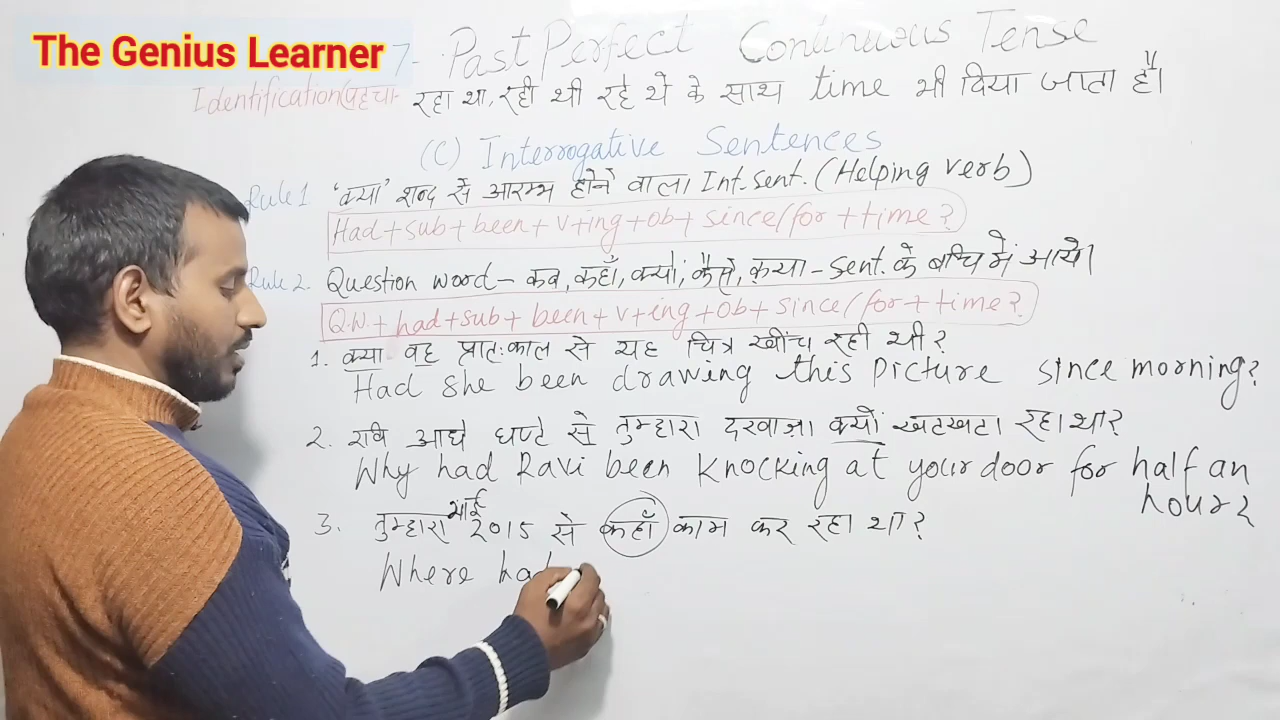 The Genius Learner
7- Past Perfect Continuous Tense
Identification(पहचा- रहा था, रही थी रहे थे के साथ time भी दिया जाता है।
(C) Interrogative Sentences
Rule 1 'क्या' शब्द से आरम्भ होने वाला Int. Sent. (Helping verb)
Had + sub + been + v+ing + ob + since/for + time ?
Rule 2. Question word - कब, कहाँ, क्यों, कैसे, क्या - sent. के बीच में आये।
Q.W. + had + sub + been + v+ing + ob + since/for + time ?
1. क्या वह प्रातःकाल से यह चित्र खींच रही थी ?
Had she been drawing this picture since morning?
2. रवि आधे घण्टे से तुम्हारा दरवाज़ा क्यों खटखटा रहा था?
Why had Ravi been knocking at your door for half an
hour?
3. तुम्हारा भाई 2015 से कहाँ काम कर रहा था ?
Where had